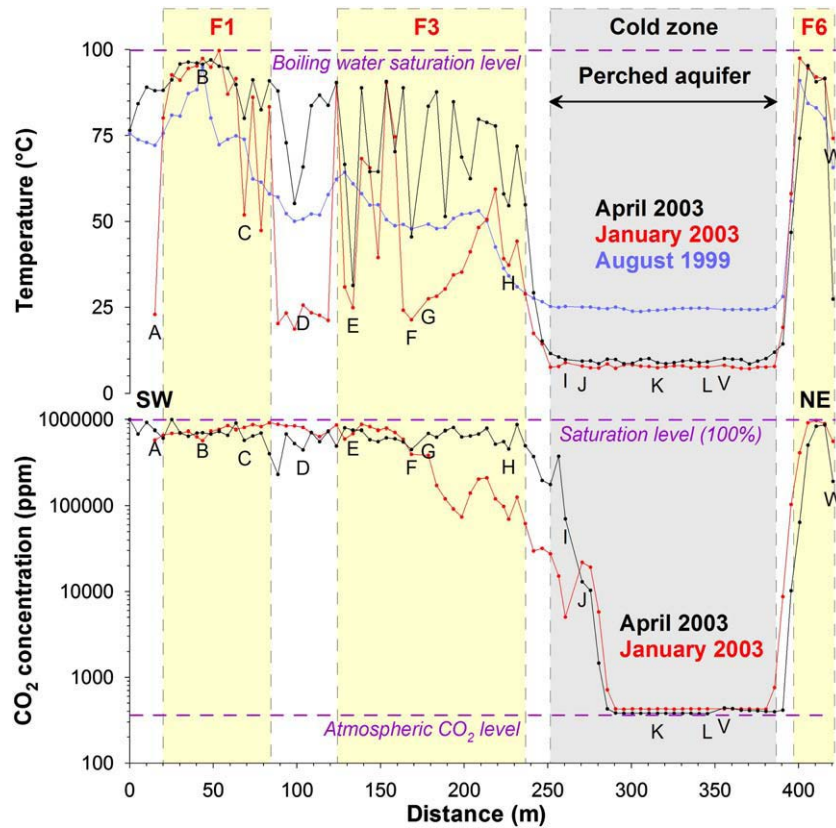 F1 F3 Cold zone F6
Boiling water saturation level
Perched aquifer
Temperature (°C)
100
75
50
25
0
April 2003
January 2003
August 1999
A B C D E F G H I J K L V W
SW NE
CO2 concentration (ppm)
1000000
100000
10000
1000
100
Saturation level (100%)
A B C D E F G H I J K L V W
April 2003
January 2003
Atmospheric CO2 level
0 50 100 150 200 250 300 350 400
Distance (m)